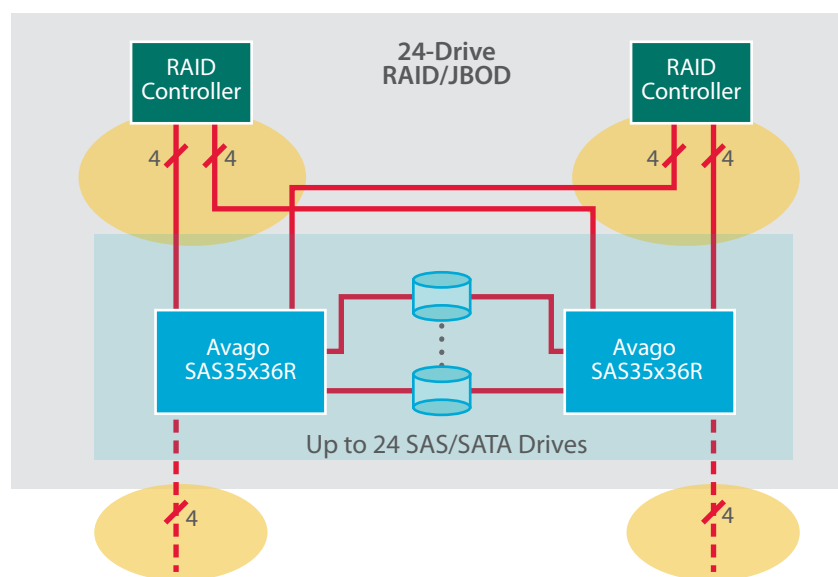 RAID
Controller
24-Drive
RAID/JBOD
RAID
Controller
4
4
4
4
Avago
SAS35x36R
Avago
SAS35x36R
Up to 24 SAS/SATA Drives
4
4